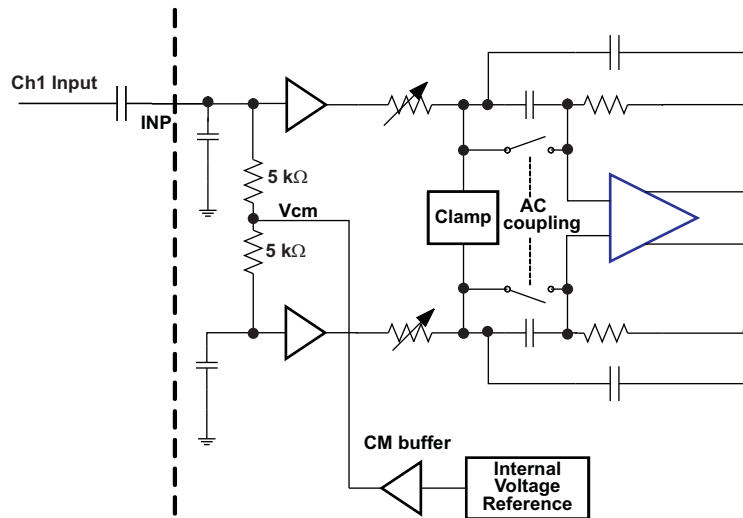 Ch1 Input
INP
5 kΩ
Vcm
5 kΩ
Clamp
AC
coupling
CM buffer
Internal
Voltage
Reference